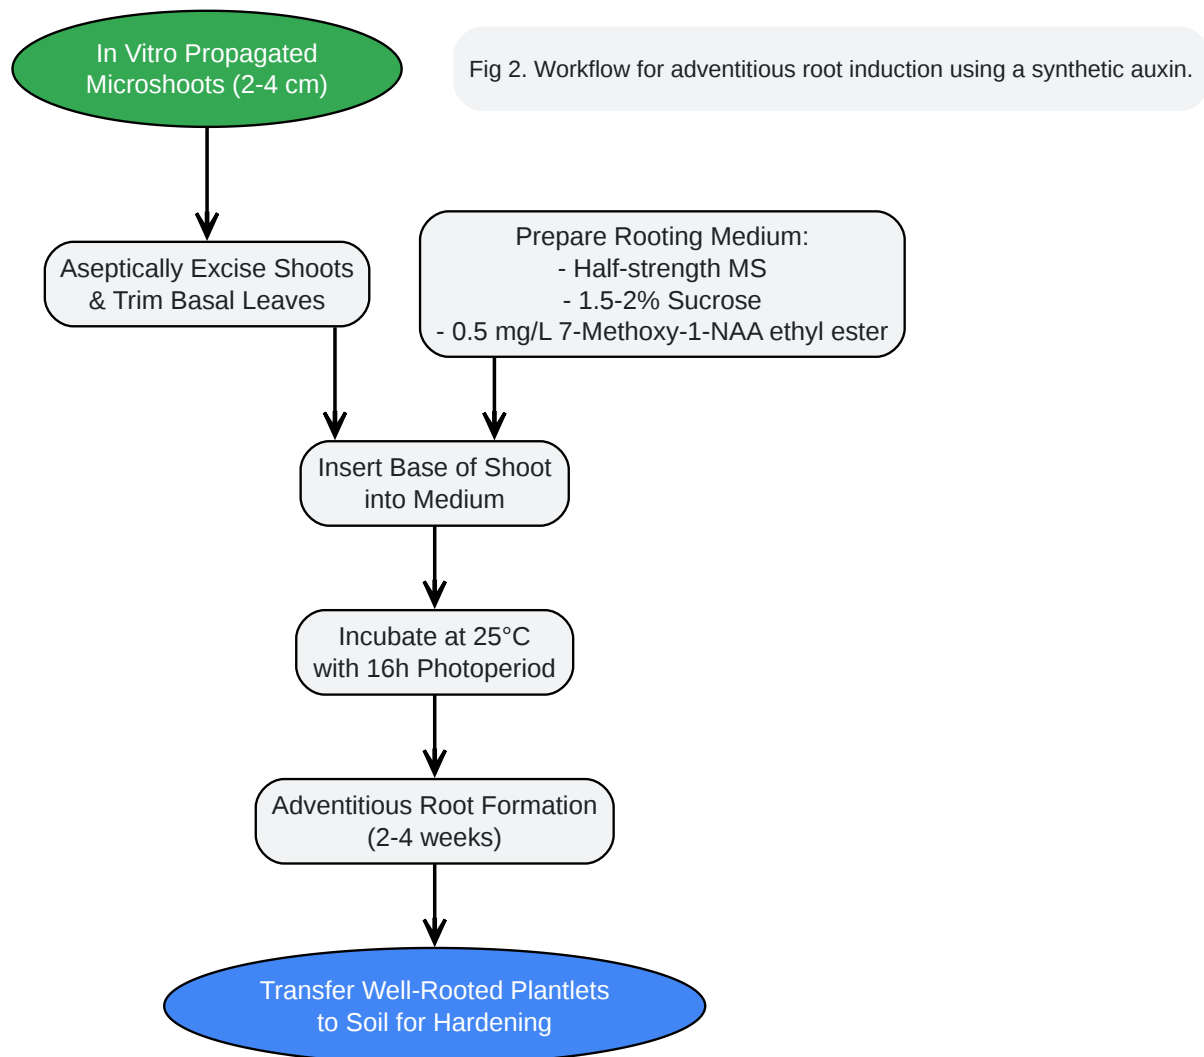 In Vitro Propagated
Microshoots (2-4 cm)
Fig 2. Workflow for adventitious root induction using a synthetic auxin.
Aseptically Excise Shoots
& Trim Basal Leaves
Prepare Rooting Medium:
- Half-strength MS
- 1.5-2% Sucrose
- 0.5 mg/L 7-Methoxy-1-NAA ethyl ester
Insert Base of Shoot
into Medium
Incubate at 25°C
with 16h Photoperiod
Adventitious Root Formation
(2-4 weeks)
Transfer Well-Rooted Plantlets
to Soil for Hardening